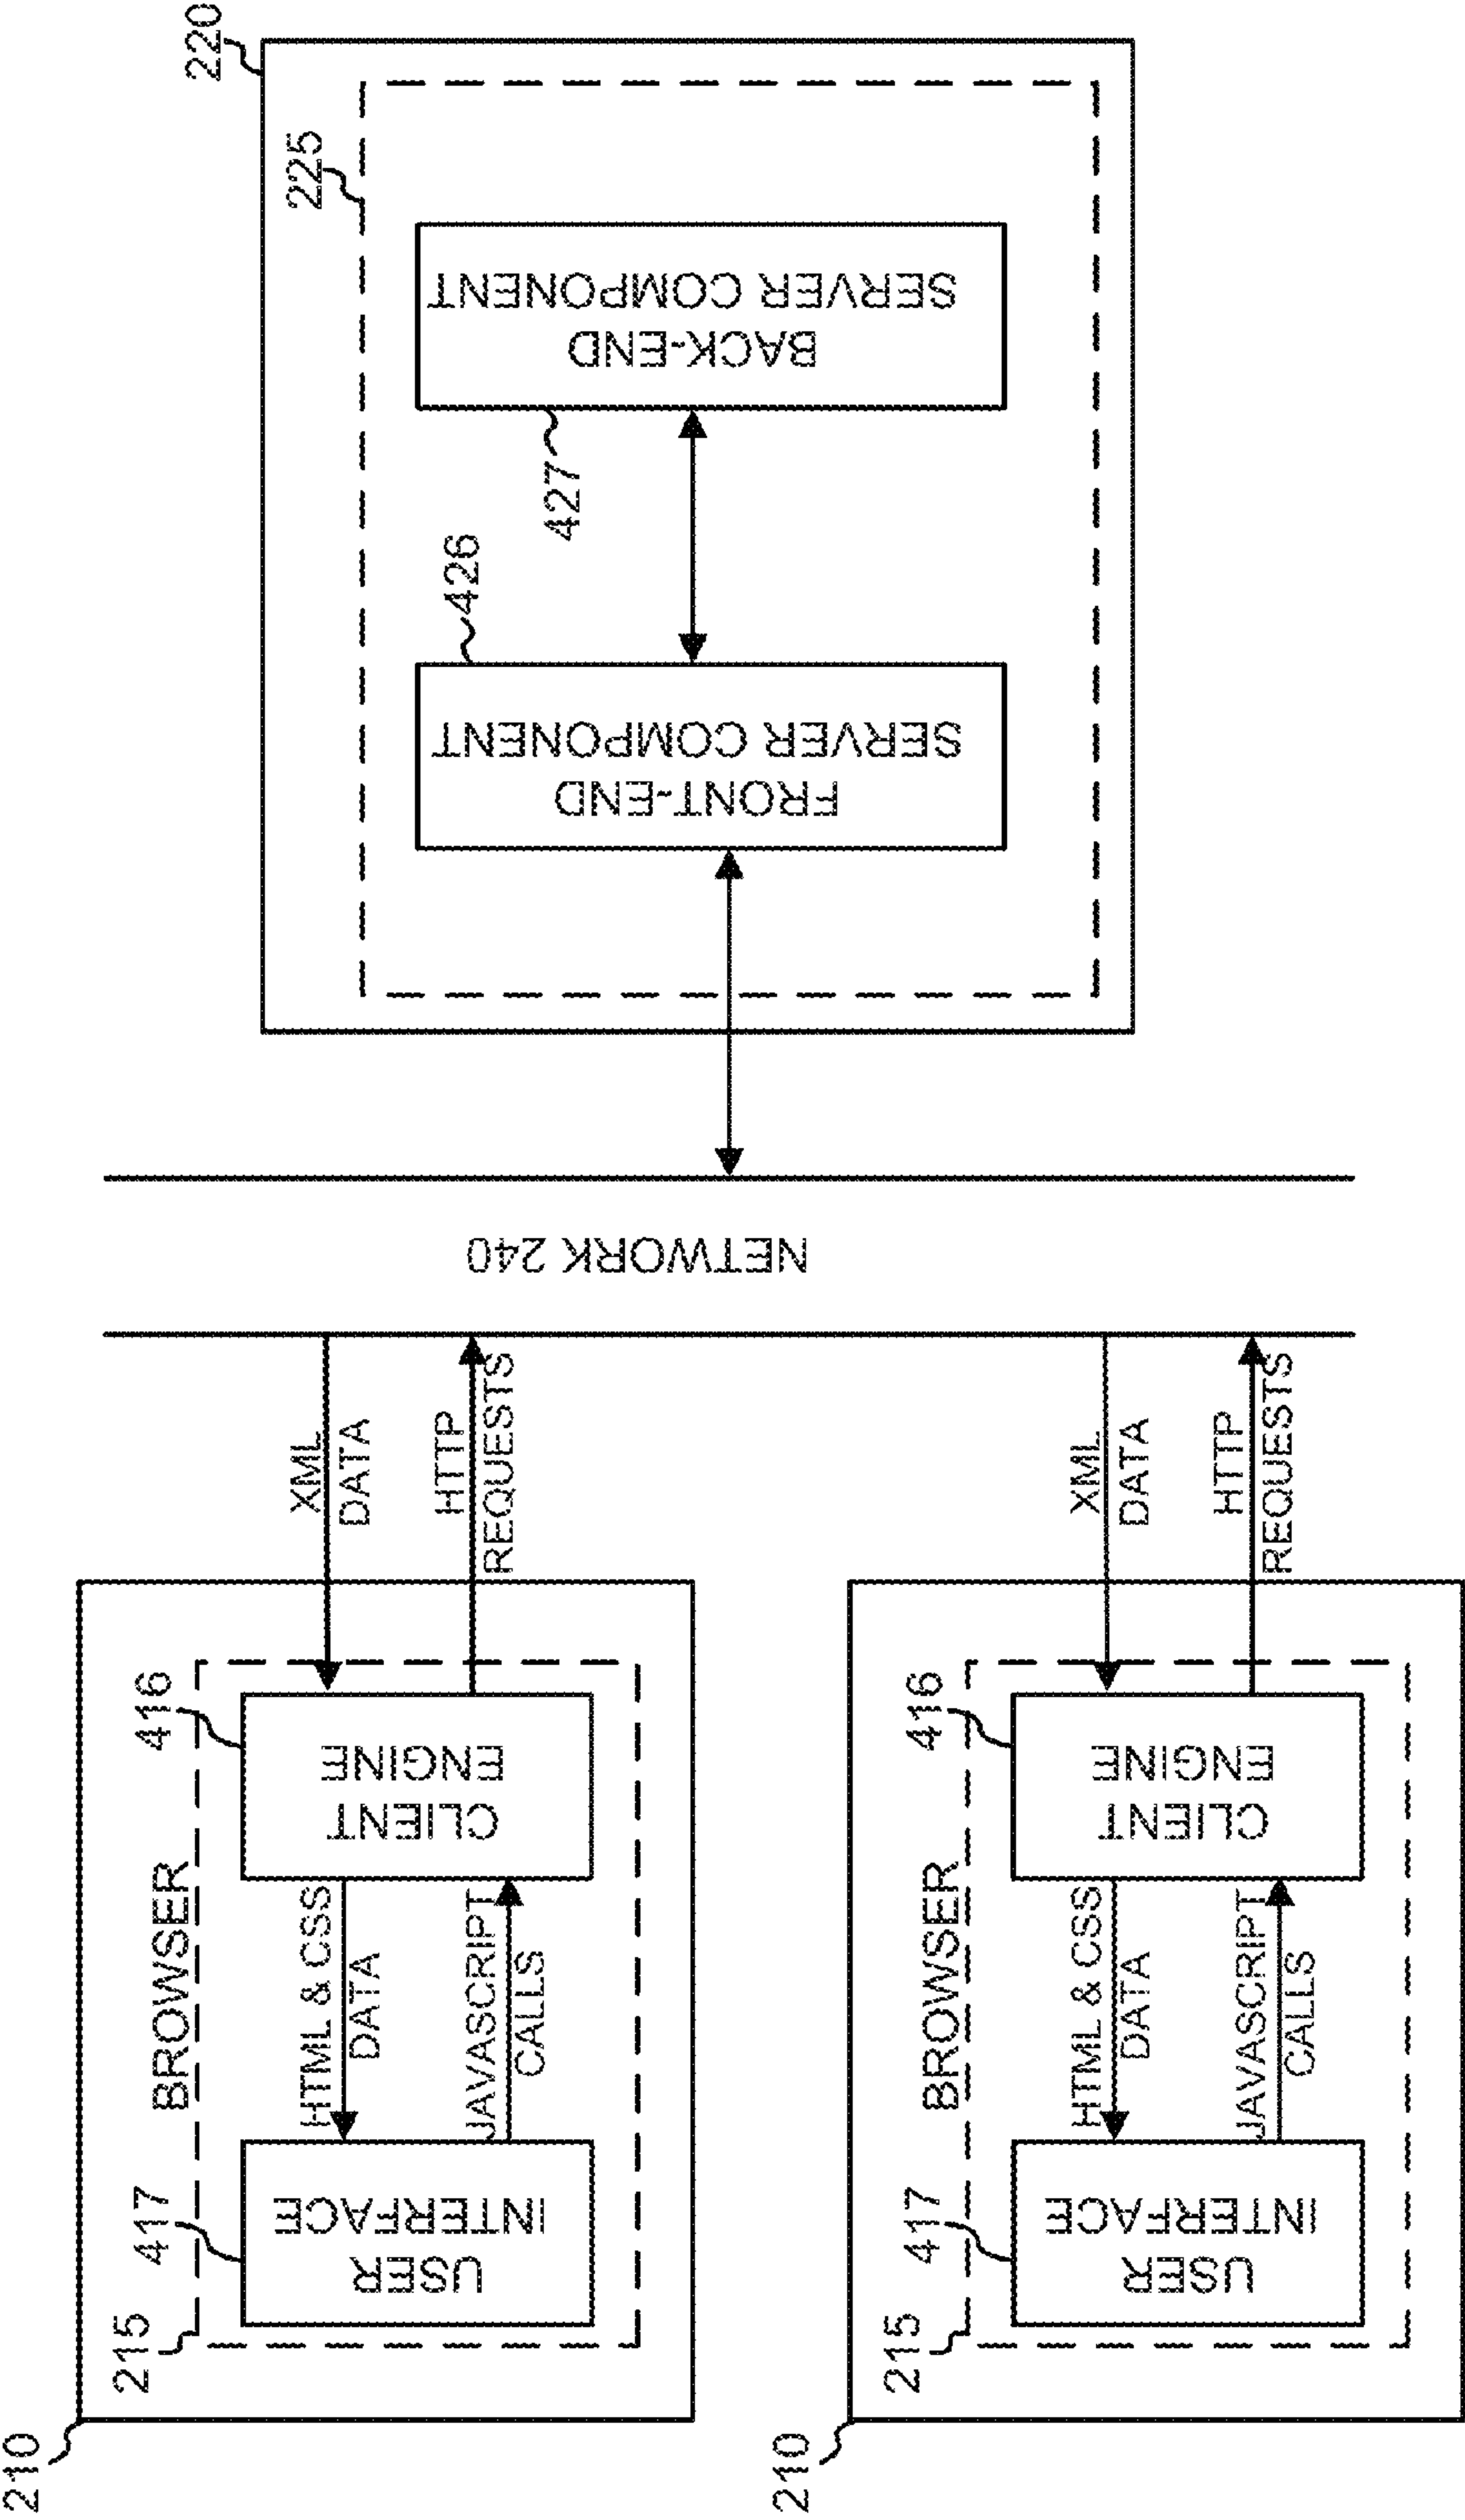 220
225
SERVER COMPONENT
BACK-END
427
426
SERVER COMPONENT
FRONT-END
NETWORK 240
XML
DATA
HTTP
REQUESTS
XML
DATA
HTTP
REQUESTS
416
CLIENT
ENGINE
BROWSER
HTML & CSS
DATA
JAVASCRIPT
CALLS
417
USER
INTERFACE
215
210
416
CLIENT
ENGINE
BROWSER
HTML & CSS
DATA
JAVASCRIPT
CALLS
417
USER
INTERFACE
215
210